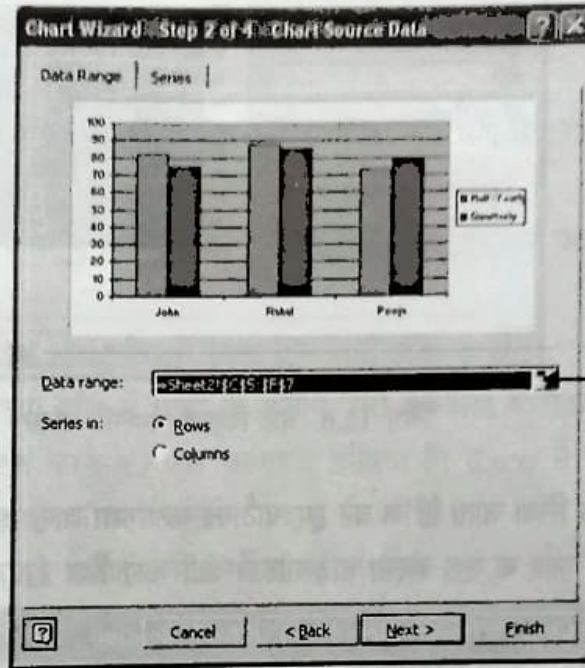 Chart Wizard - Step 2 of 4 - Chart Source Data
Data Range Series
100
90
80
70
60
50
40
30
20
10
0
John Rahul Pooja
Data range: =Sheet2!$C$5:$F$7
Series in: Rows
Columns
Cancel < Back Next > Finish